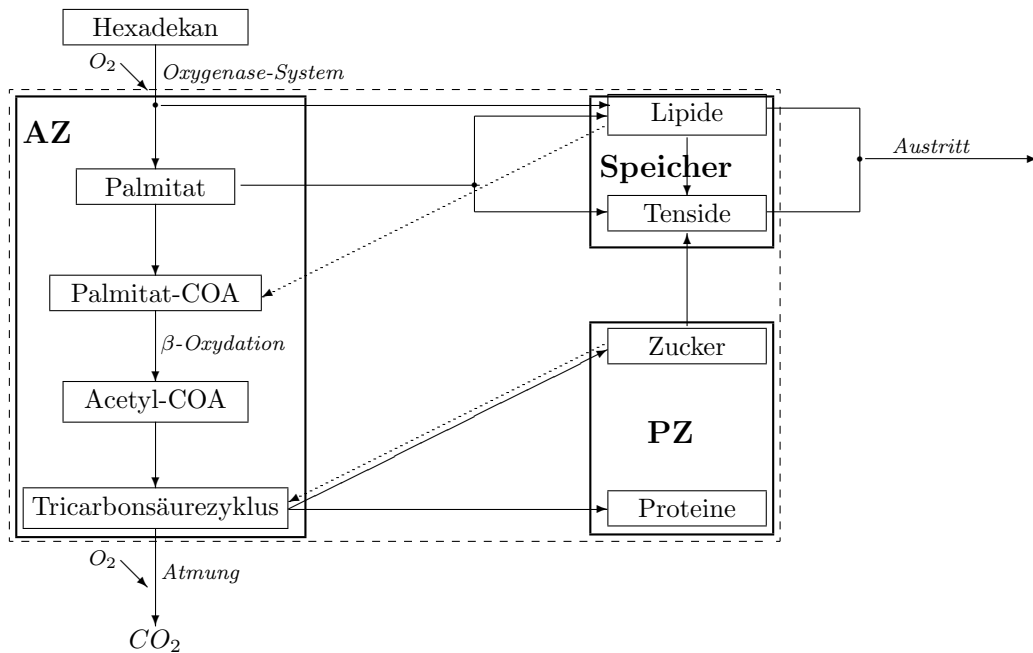 Hexadekan
O₂
Oxygenase-System
AZ
Lipide
Speicher
Austritt
Palmitat
Tenside
Palmitat-COA
β-Oxydation
Zucker
Acetyl-COA
PZ
Tricarbonsäurezyklus
Proteine
O₂
Atmung
CO₂